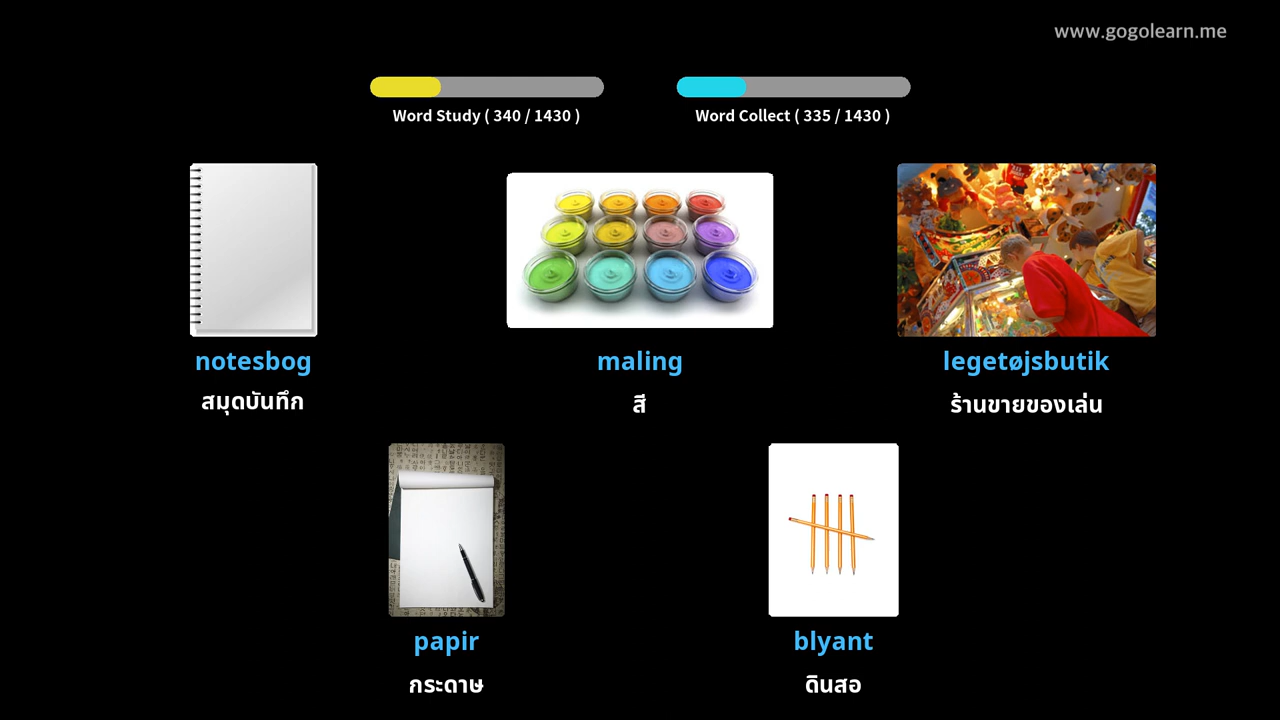 www.gogolearn.me
Word Study ( 340 / 1430 )
Word Collect ( 335 / 1430 )
notesbog
maling
legetøjsbutik
สมุดบันทึก
สี
ร้านขายของเล่น
papir
blyant
กระดาษ
ดินสอ